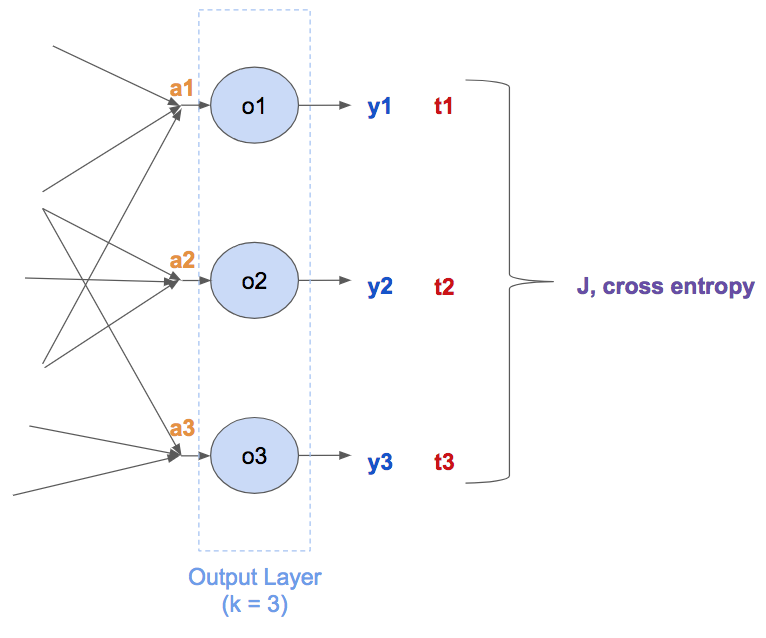 a1
o1
y1
t1
a2
o2
y2
t2
J, cross entropy
a3
o3
y3
t3
Output Layer
(k = 3)